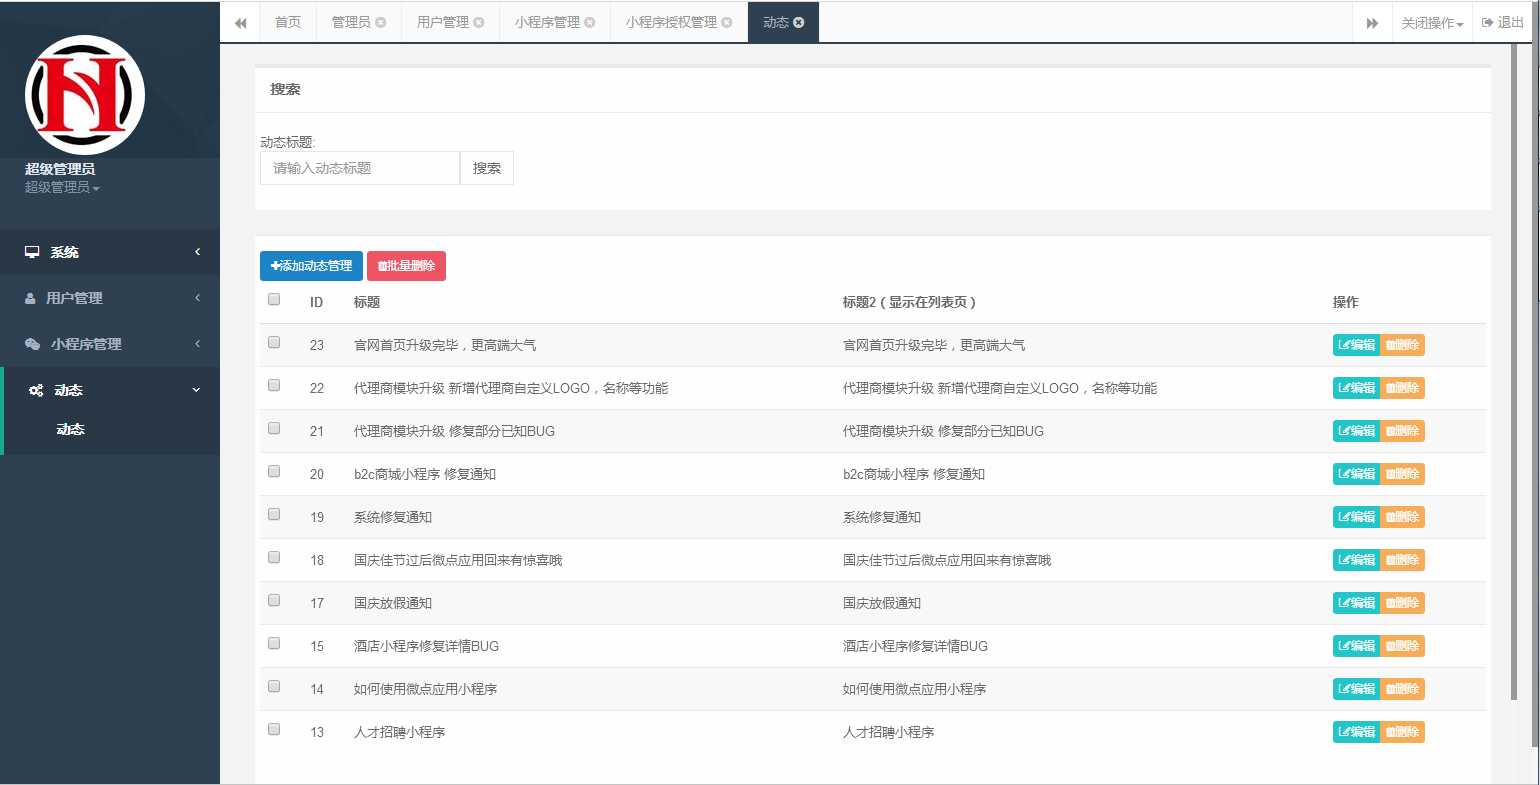 首页 管理员 用户管理 小程序管理 小程序授权管理 动态 关闭操作 退出
超级管理员
超级管理员
系统
用户管理
小程序管理
动态
动态
搜索
动态标题:
请输入动态标题 搜索
添加动态管理 批量删除
ID 标题 标题2（显示在列表页） 操作
23 官网首页升级完毕，更高端大气 官网首页升级完毕，更高端大气 编辑 删除
22 代理商模块升级 新增代理商自定义LOGO，名称等功能 代理商模块升级 新增代理商自定义LOGO，名称等功能 编辑 删除
21 代理商模块升级 修复部分已知BUG 代理商模块升级 修复部分已知BUG 编辑 删除
20 b2c商城小程序 修复通知 b2c商城小程序 修复通知 编辑 删除
19 系统修复通知 系统修复通知 编辑 删除
18 国庆佳节过后微点应用回来有惊喜哦 国庆佳节过后微点应用回来有惊喜哦 编辑 删除
17 国庆放假通知 国庆放假通知 编辑 删除
15 酒店小程序修复详情BUG 酒店小程序修复详情BUG 编辑 删除
14 如何使用微点应用小程序 如何使用微点应用小程序 编辑 删除
13 人才招聘小程序 人才招聘小程序 编辑 删除